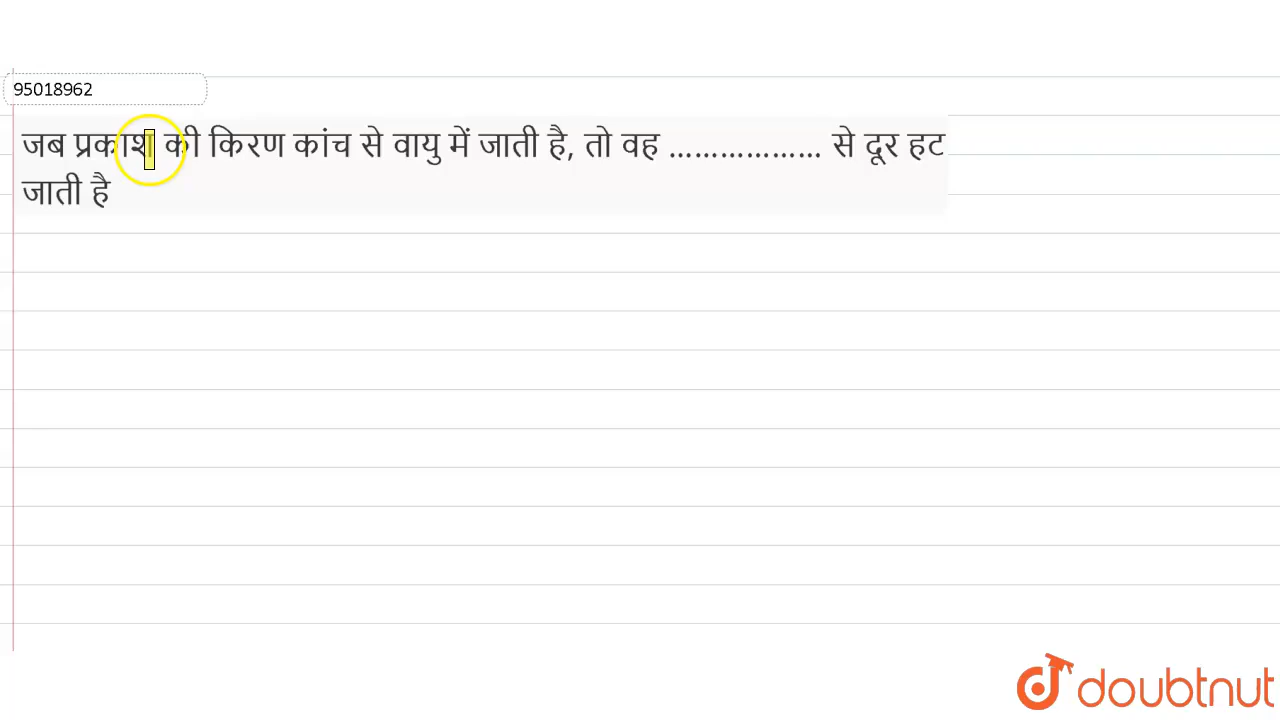 95018962
जब प्रकाश की किरण कांच से वायु में जाती है, तो वह .................. से दूर हट
जाती है
doubtnut